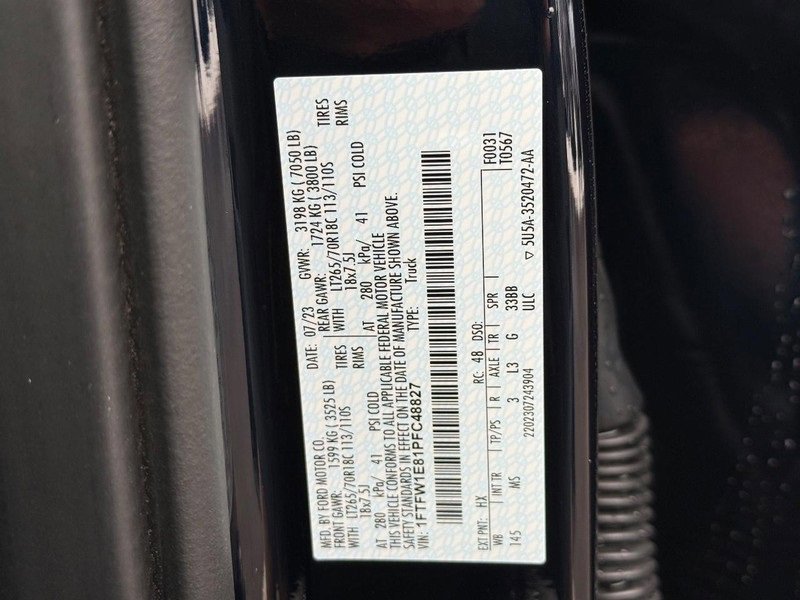 MFD. BY FORD MOTOR CO. DATE: 07/23 GVWR: 3198 KG ( 7050 LB)
FRONT GAWR: 1599 KG ( 3525 LB) REAR GAWR: 1724 KG ( 3800 LB)
WITH LT265/70R18C 113/110S TIRES WITH LT265/70R18C 113/110S TIRES
18x7.5J RIMS 18x7.5J RIMS
AT 280 kPa/ 41 PSI COLD AT 280 kPa/ 41 PSI COLD
THIS VEHICLE CONFORMS TO ALL APPLICABLE FEDERAL MOTOR VEHICLE
SAFETY STANDARDS IN EFFECT ON THE DATE OF MANUFACTURE SHOWN ABOVE.
VIN: 1FTFW1E81PFC48827 TYPE: Truck
F0031
EXT PNT: HX RC: 48 DSO: T0567
WB INT TR TP/PS R AXLE TR SPR
145 MS 3 L3 G 33BB
2202307243904 ULC ▽ 5U5A-3520472-AA